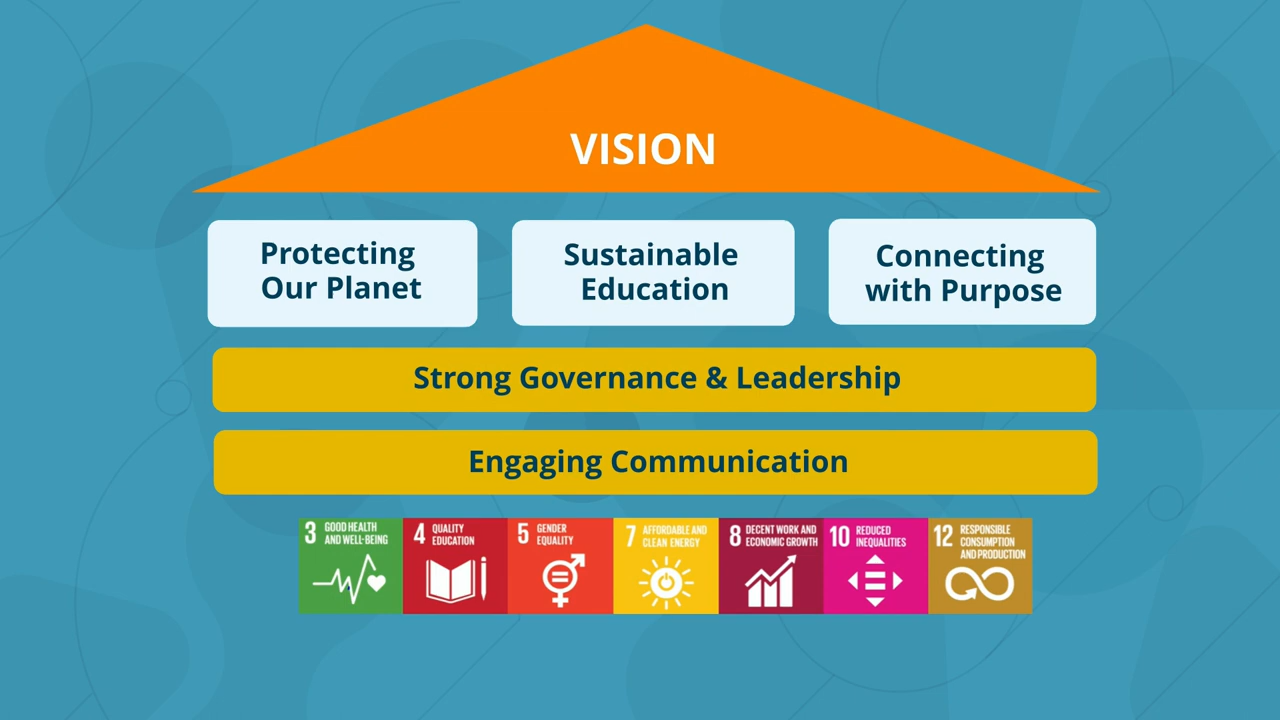 VISION
Protecting
Our Planet
Sustainable
Education
Connecting
with Purpose
Strong Governance & Leadership
Engaging Communication
3 GOOD HEALTH
AND WELL-BEING
4 QUALITY
EDUCATION
5 GENDER
EQUALITY
7 AFFORDABLE AND
CLEAN ENERGY
8 DECENT WORK AND
ECONOMIC GROWTH
10 REDUCED
INEQUALITIES
12 RESPONSIBLE
CONSUMPTION
AND PRODUCTION